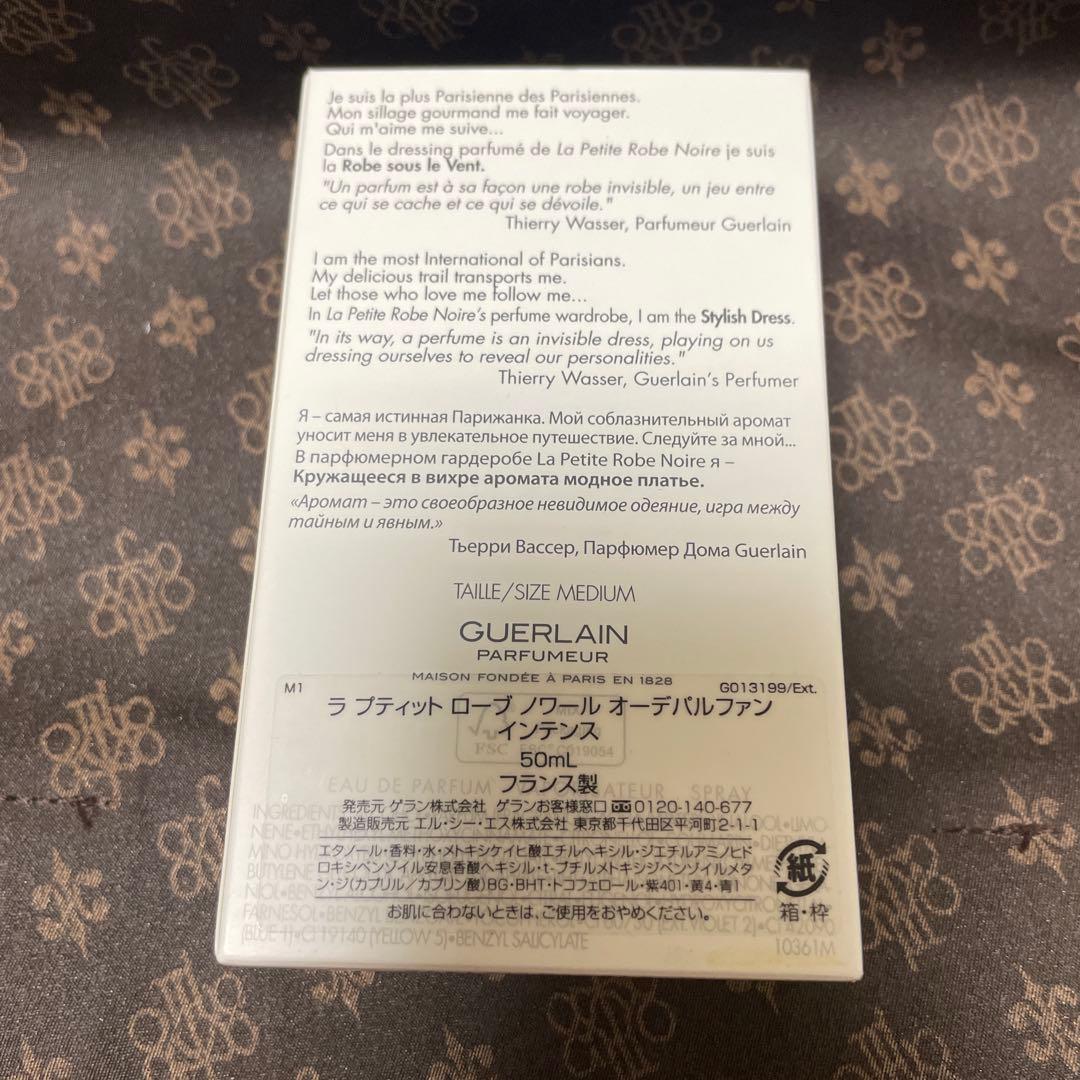 Je suis la plus Parisienne des Parisiennes.
Mon sillage gourmand me fait voyager.
Qui m'aime me suive...
Dans le dressing parfumé de La Petite Robe Noire je suis
la Robe sous le Vent.
"Un parfum est à sa façon une robe invisible, un jeu entre
ce qui se cache et ce qui se dévoile."
Thierry Wasser, Parfumeur Guerlain
I am the most International of Parisians.
My delicious trail transports me.
Let those who love me follow me...
In La Petite Robe Noire's perfume wardrobe, I am the Stylish Dress.
"In its way, a perfume is an invisible dress, playing on us
dressing ourselves to reveal our personalities."
Thierry Wasser, Guerlain's Perfumer
Я – самая истинная Парижанка. Мой соблазнительный аромат
уносит меня в увлекательное путешествие. Следуйте за мной...
В парфюмерном гардеробе La Petite Robe Noire я –
Кружащееся в вихре аромата модное платье.
«Аромат – это своеобразное невидимое одеяние, игра между
тайным и явным.»
Тьерри Вассер, Парфюмер Дома Guerlain
TAILLE/SIZE MEDIUM
GUERLAIN
PARFUMEUR
MAISON FONDÉE À PARIS EN 1828
M1 G013199/Ext.
ラ プティット ローブ ノワール オーデパルファン
インテンス
FSC C019054
50mL
フランス製
EAU DE PARFUM SPRAY
発売元 ゲラン株式会社 ゲランお客様窓口 0120-140-677
製造販売元 エル・シー・エス株式会社 東京都千代田区平河町2-1-1
エタノール・香料・水・メトキシケイヒ酸エチルヘキシル・ジエチルアミノヒド
ロキシベンゾイル安息香酸ヘキシル・t-ブチルメトキシジベンゾイルメタ
ン・ジ(カプリル/カプリン酸)BG・BHT・トコフェロール・紫401・黄4・青1
お肌に合わないときは、ご使用をおやめください。
紙
箱・枠
FARNESOL•BENZYL
(EXT. VIOLET 2)•CI 42090
(BLUE 1)•CI 19140 (YELLOW 5)•BENZYL SALICYLATE
10361M